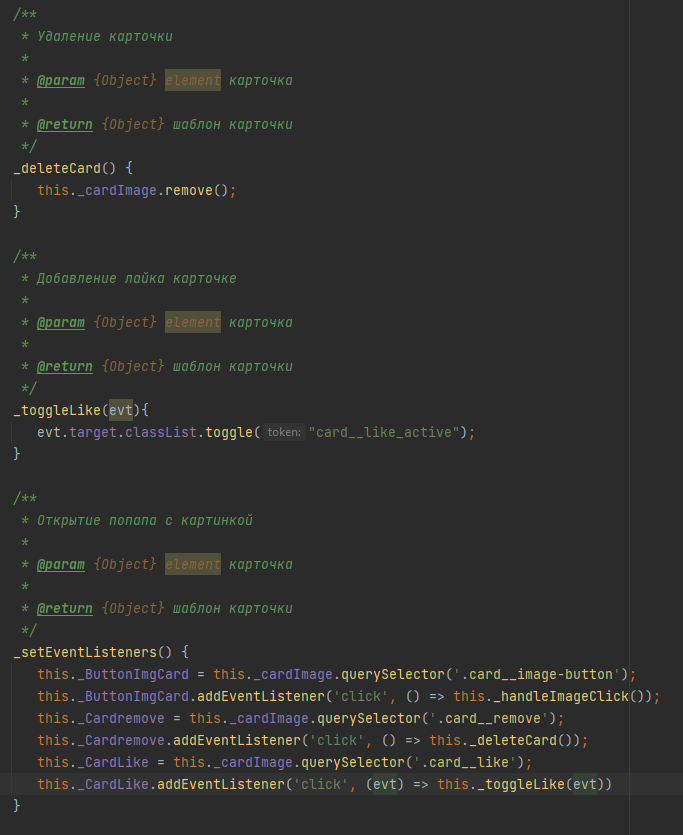 /**
 * Удаление карточки
 *
 * @param {Object} element карточка
 *
 * @return {Object} шаблон карточки
 */
_deleteCard() {
    this._cardImage.remove();
}

/**
 * Добавление лайка карточке
 *
 * @param {Object} element карточка
 *
 * @return {Object} шаблон карточки
 */
_toggleLike(evt){
    evt.target.classList.toggle( token: "card__like_active");
}

/**
 * Открытие попапа с картинкой
 *
 * @param {Object} element карточка
 *
 * @return {Object} шаблон карточки
 */
_setEventListeners() {
    this._ButtonImgCard = this._cardImage.querySelector('.card__image-button');
    this._ButtonImgCard.addEventListener('click', () => this._handleImageClick());
    this._Cardremove = this._cardImage.querySelector('.card__remove');
    this._Cardremove.addEventListener('click', () => this._deleteCard());
    this._CardLike = this._cardImage.querySelector('.card__like');
    this._CardLike.addEventListener('click', (evt) => this._toggleLike(evt))
}